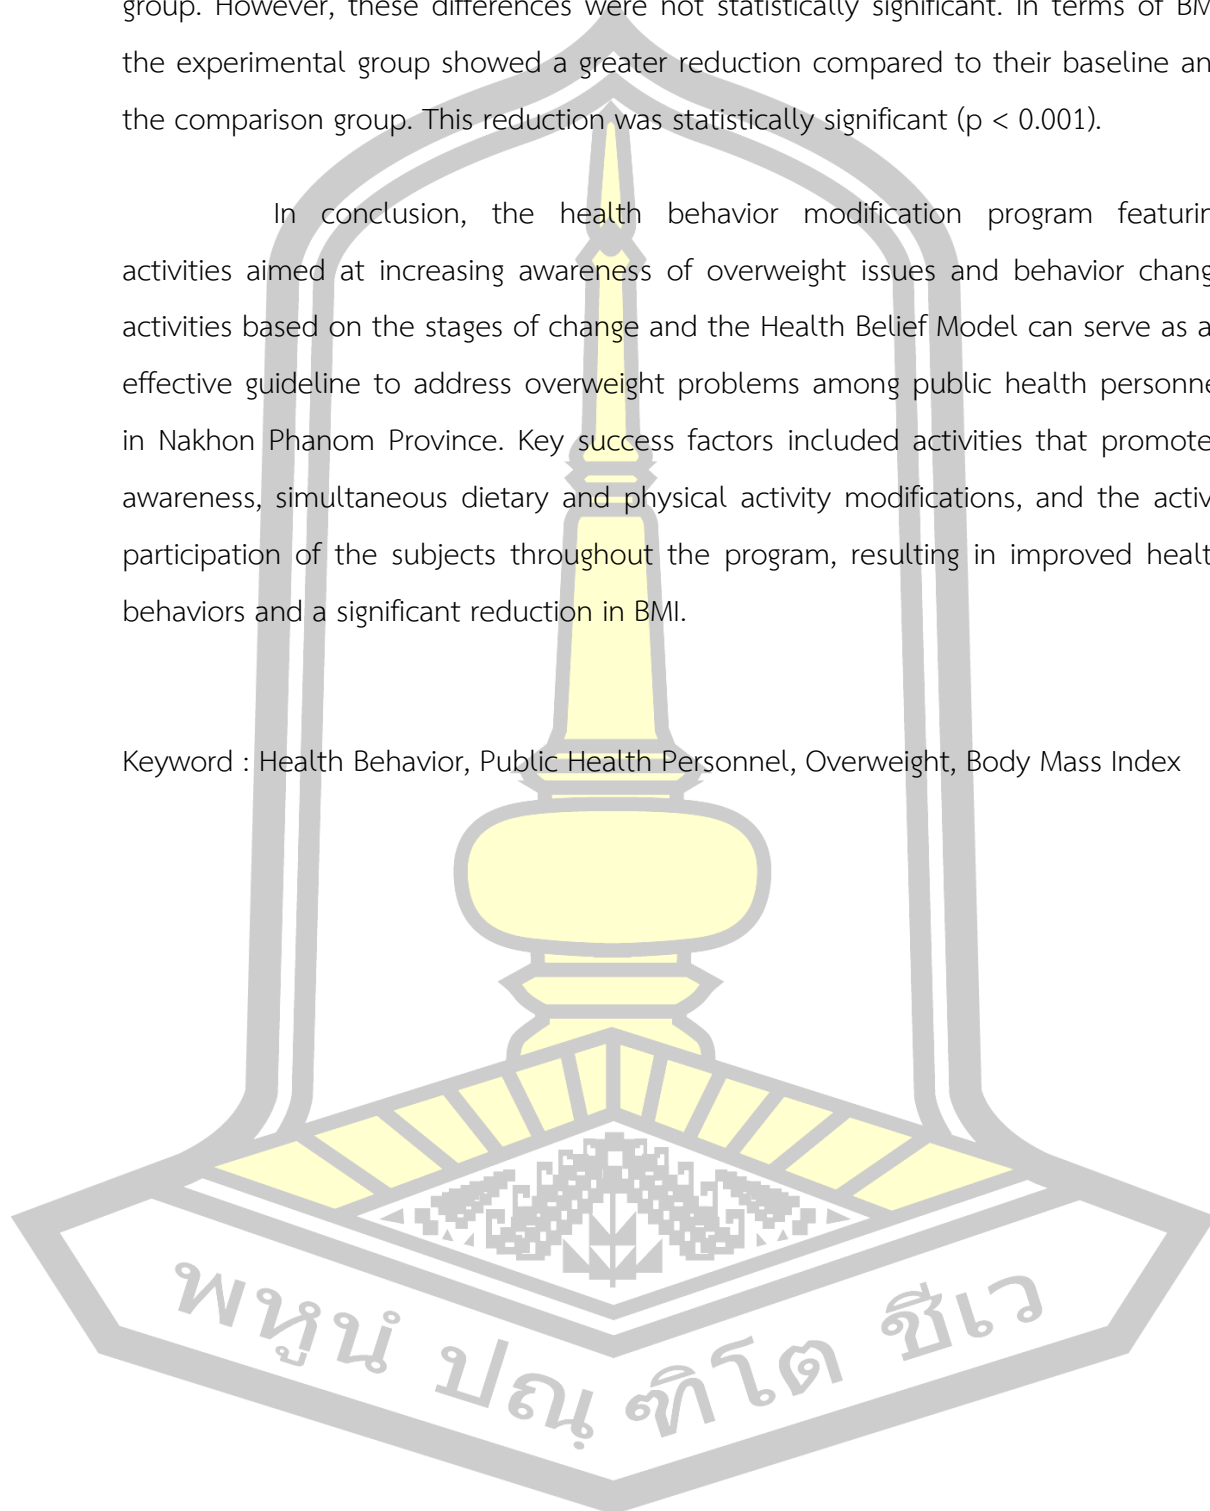 group. However, these differences were not statistically significant. In terms of BM
the experimental group showed a greater reduction compared to their baseline an
the comparison group. This reduction was statistically significant (p < 0.001).
In conclusion, the health behavior modification program featurin
activities aimed at increasing awareness of overweight issues and behavior chang
activities based on the stages of change and the Health Belief Model can serve as a
effective guideline to address overweight problems among public health personne
in Nakhon Phanom Province. Key success factors included activities that promote
awareness, simultaneous dietary and physical activity modifications, and the activ
participation of the subjects throughout the program, resulting in improved healt
behaviors and a significant reduction in BMI.
Keyword : Health Behavior, Public Health Personnel, Overweight, Body Mass Index
พหูนํ ปณฺฑิโต ชีเว